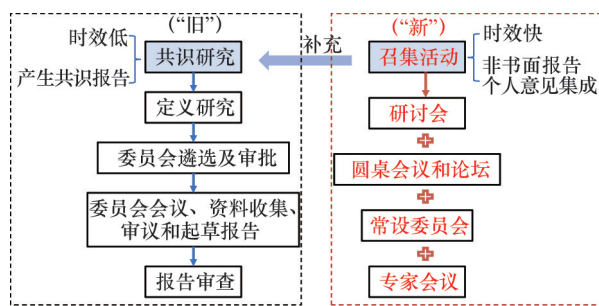 (“旧”)
时效低
产生共识报告
共识研究
定义研究
委员会遴选及审批
委员会会议、资料收集、
审议和起草报告
报告审查
补充
(“新”)
召集活动
时效快
非书面报告
个人意见集成
研讨会
圆桌会议和论坛
常设委员会
专家会议